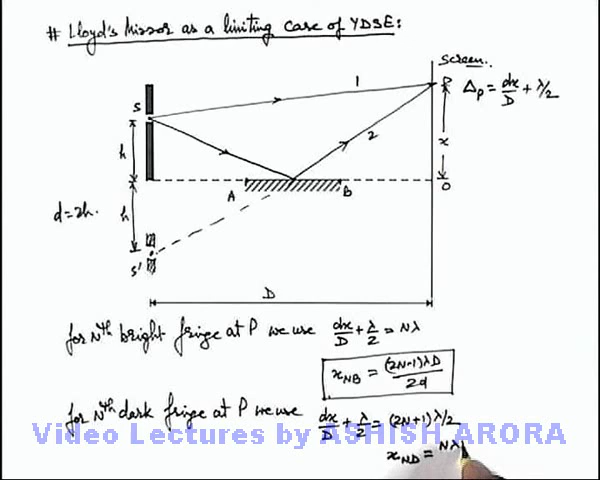 # Lloyd's Mirror as a limiting case of YDSE:
Screen..
S
1
P
Δp = dx/D + λ/2
2
h
x
A
B
O
d=2h.
h
S'
D
for Nth bright fringe at P we use dx/D + λ/2 = Nλ
xNB = (2N-1)λD/2d
for Nth dark fringe at P we use dx/D + λ/2 = (2N+1)λ/2
Video Lectures by ASHISH ARORA
xND = Nλ